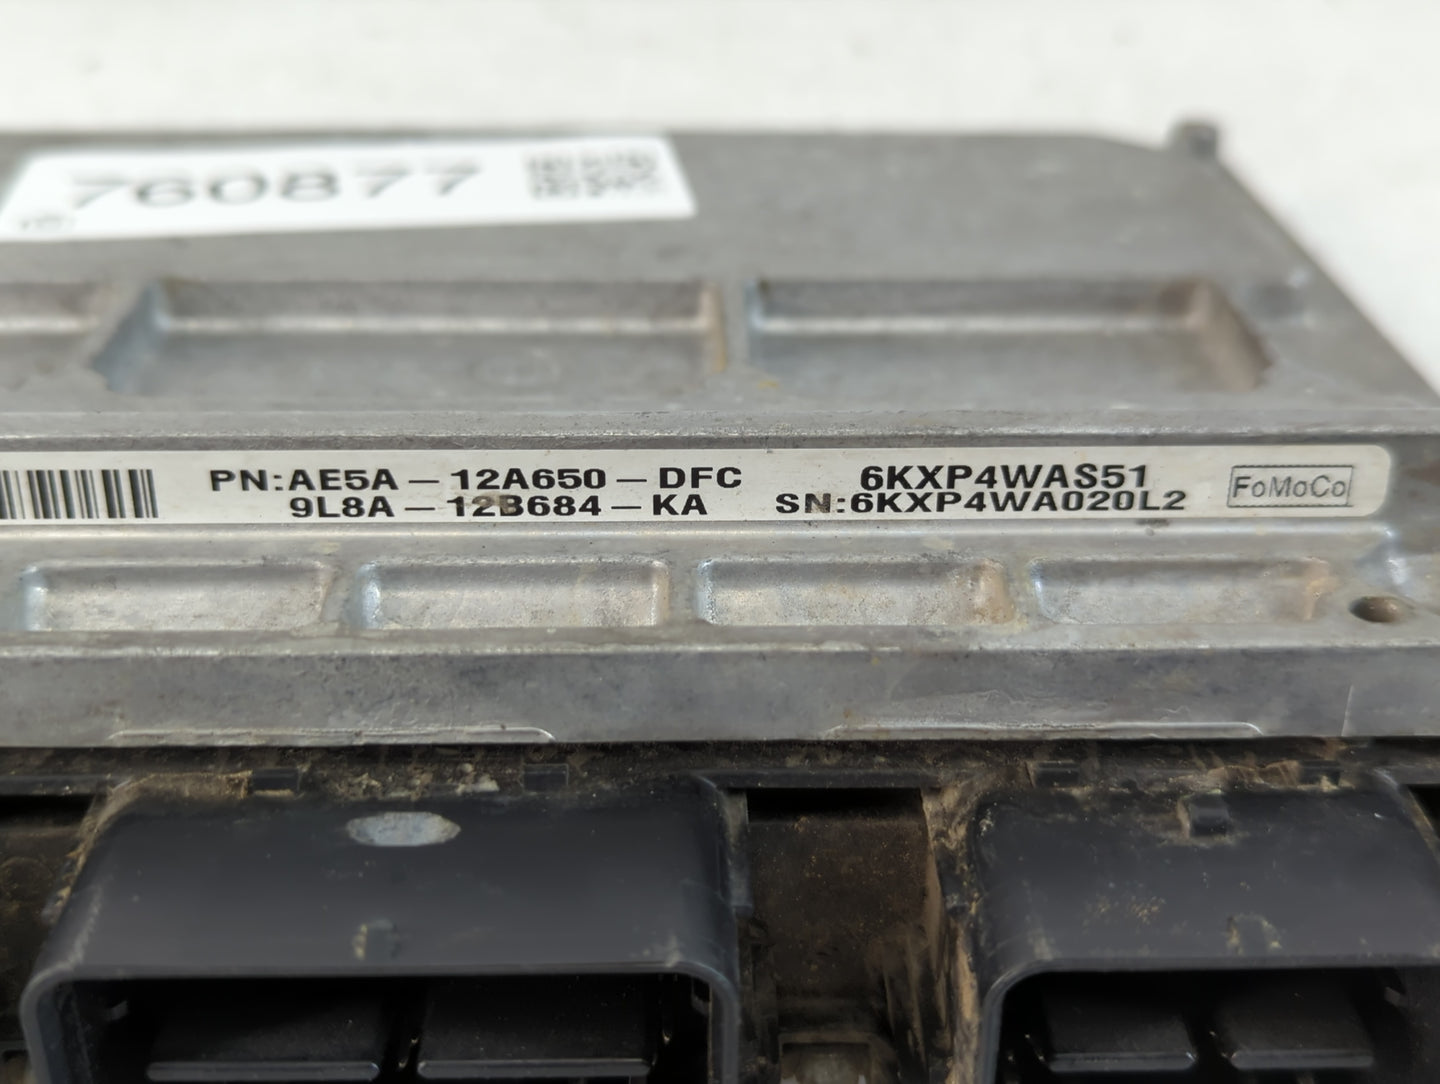 760877
PN:AE5A-12A650-DFC 6KXP4WAS51
9L8A-12B684-KA SN:6KXP4WA020L2
FoMoCo